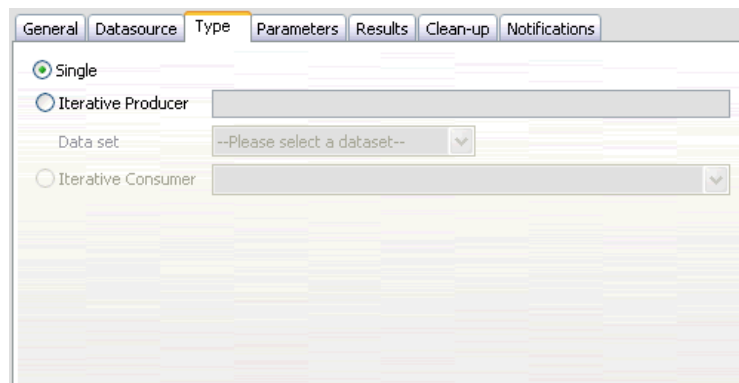 General Datasource Type Parameters Results Clean-up Notifications
Single
Iterative Producer
Data set --Please select a dataset--
Iterative Consumer